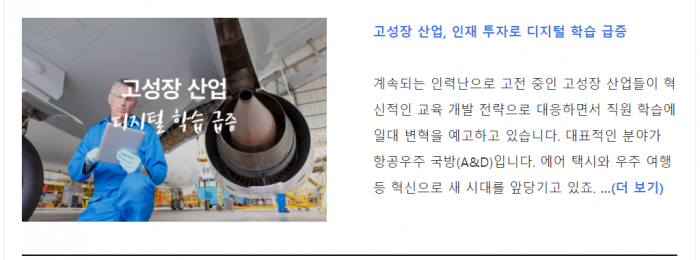 고성장 산업
디지털 학습 급증
고성장 산업, 인재 투자로 디지털 학습 급증
계속되는 인력난으로 고전 중인 고성장 산업들이 혁
신적인 교육 개발 전략으로 대응하면서 직원 학습에
일대 변혁을 예고하고 있습니다. 대표적인 분야가
항공우주 국방(A&D)입니다. 에어 택시와 우주 여행
등 혁신으로 새 시대를 앞당기고 있죠. ...(더 보기)